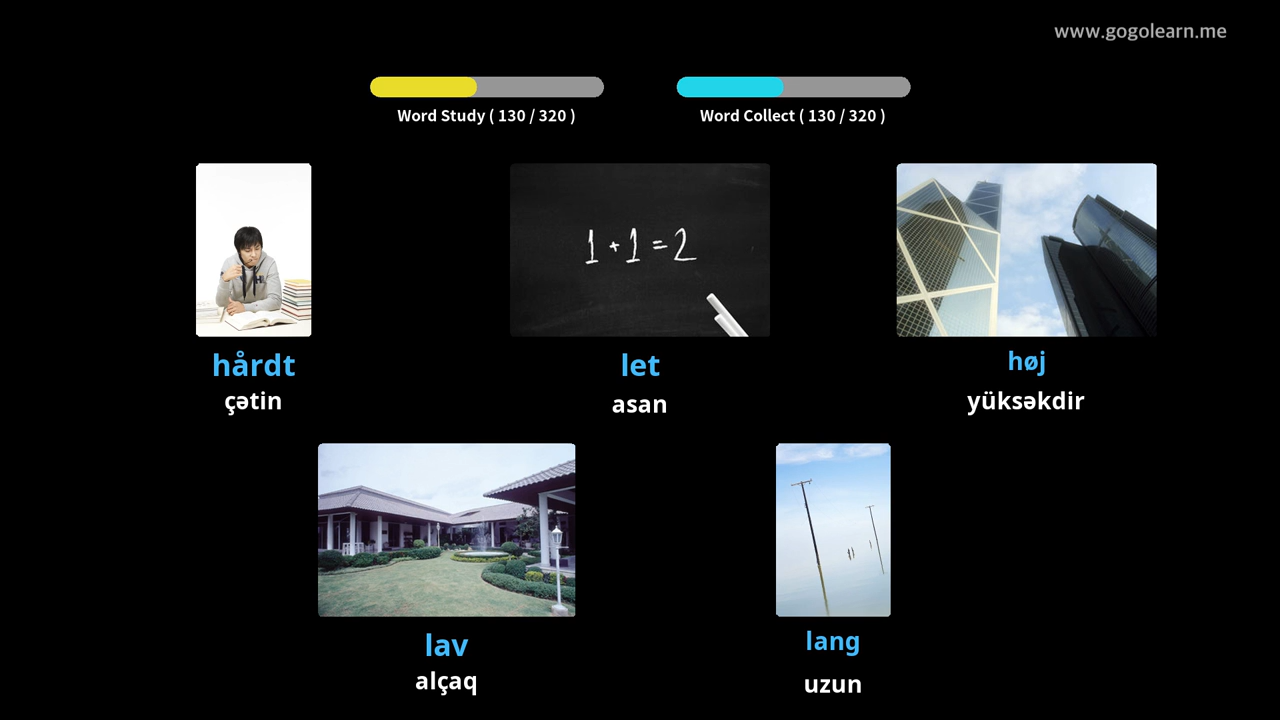 www.gogolearn.me
Word Study ( 130 / 320 )
Word Collect ( 130 / 320 )
1 + 1 = 2
hårdt
çətin
let
asan
høj
yüksəkdir
lav
alçaq
lang
uzun